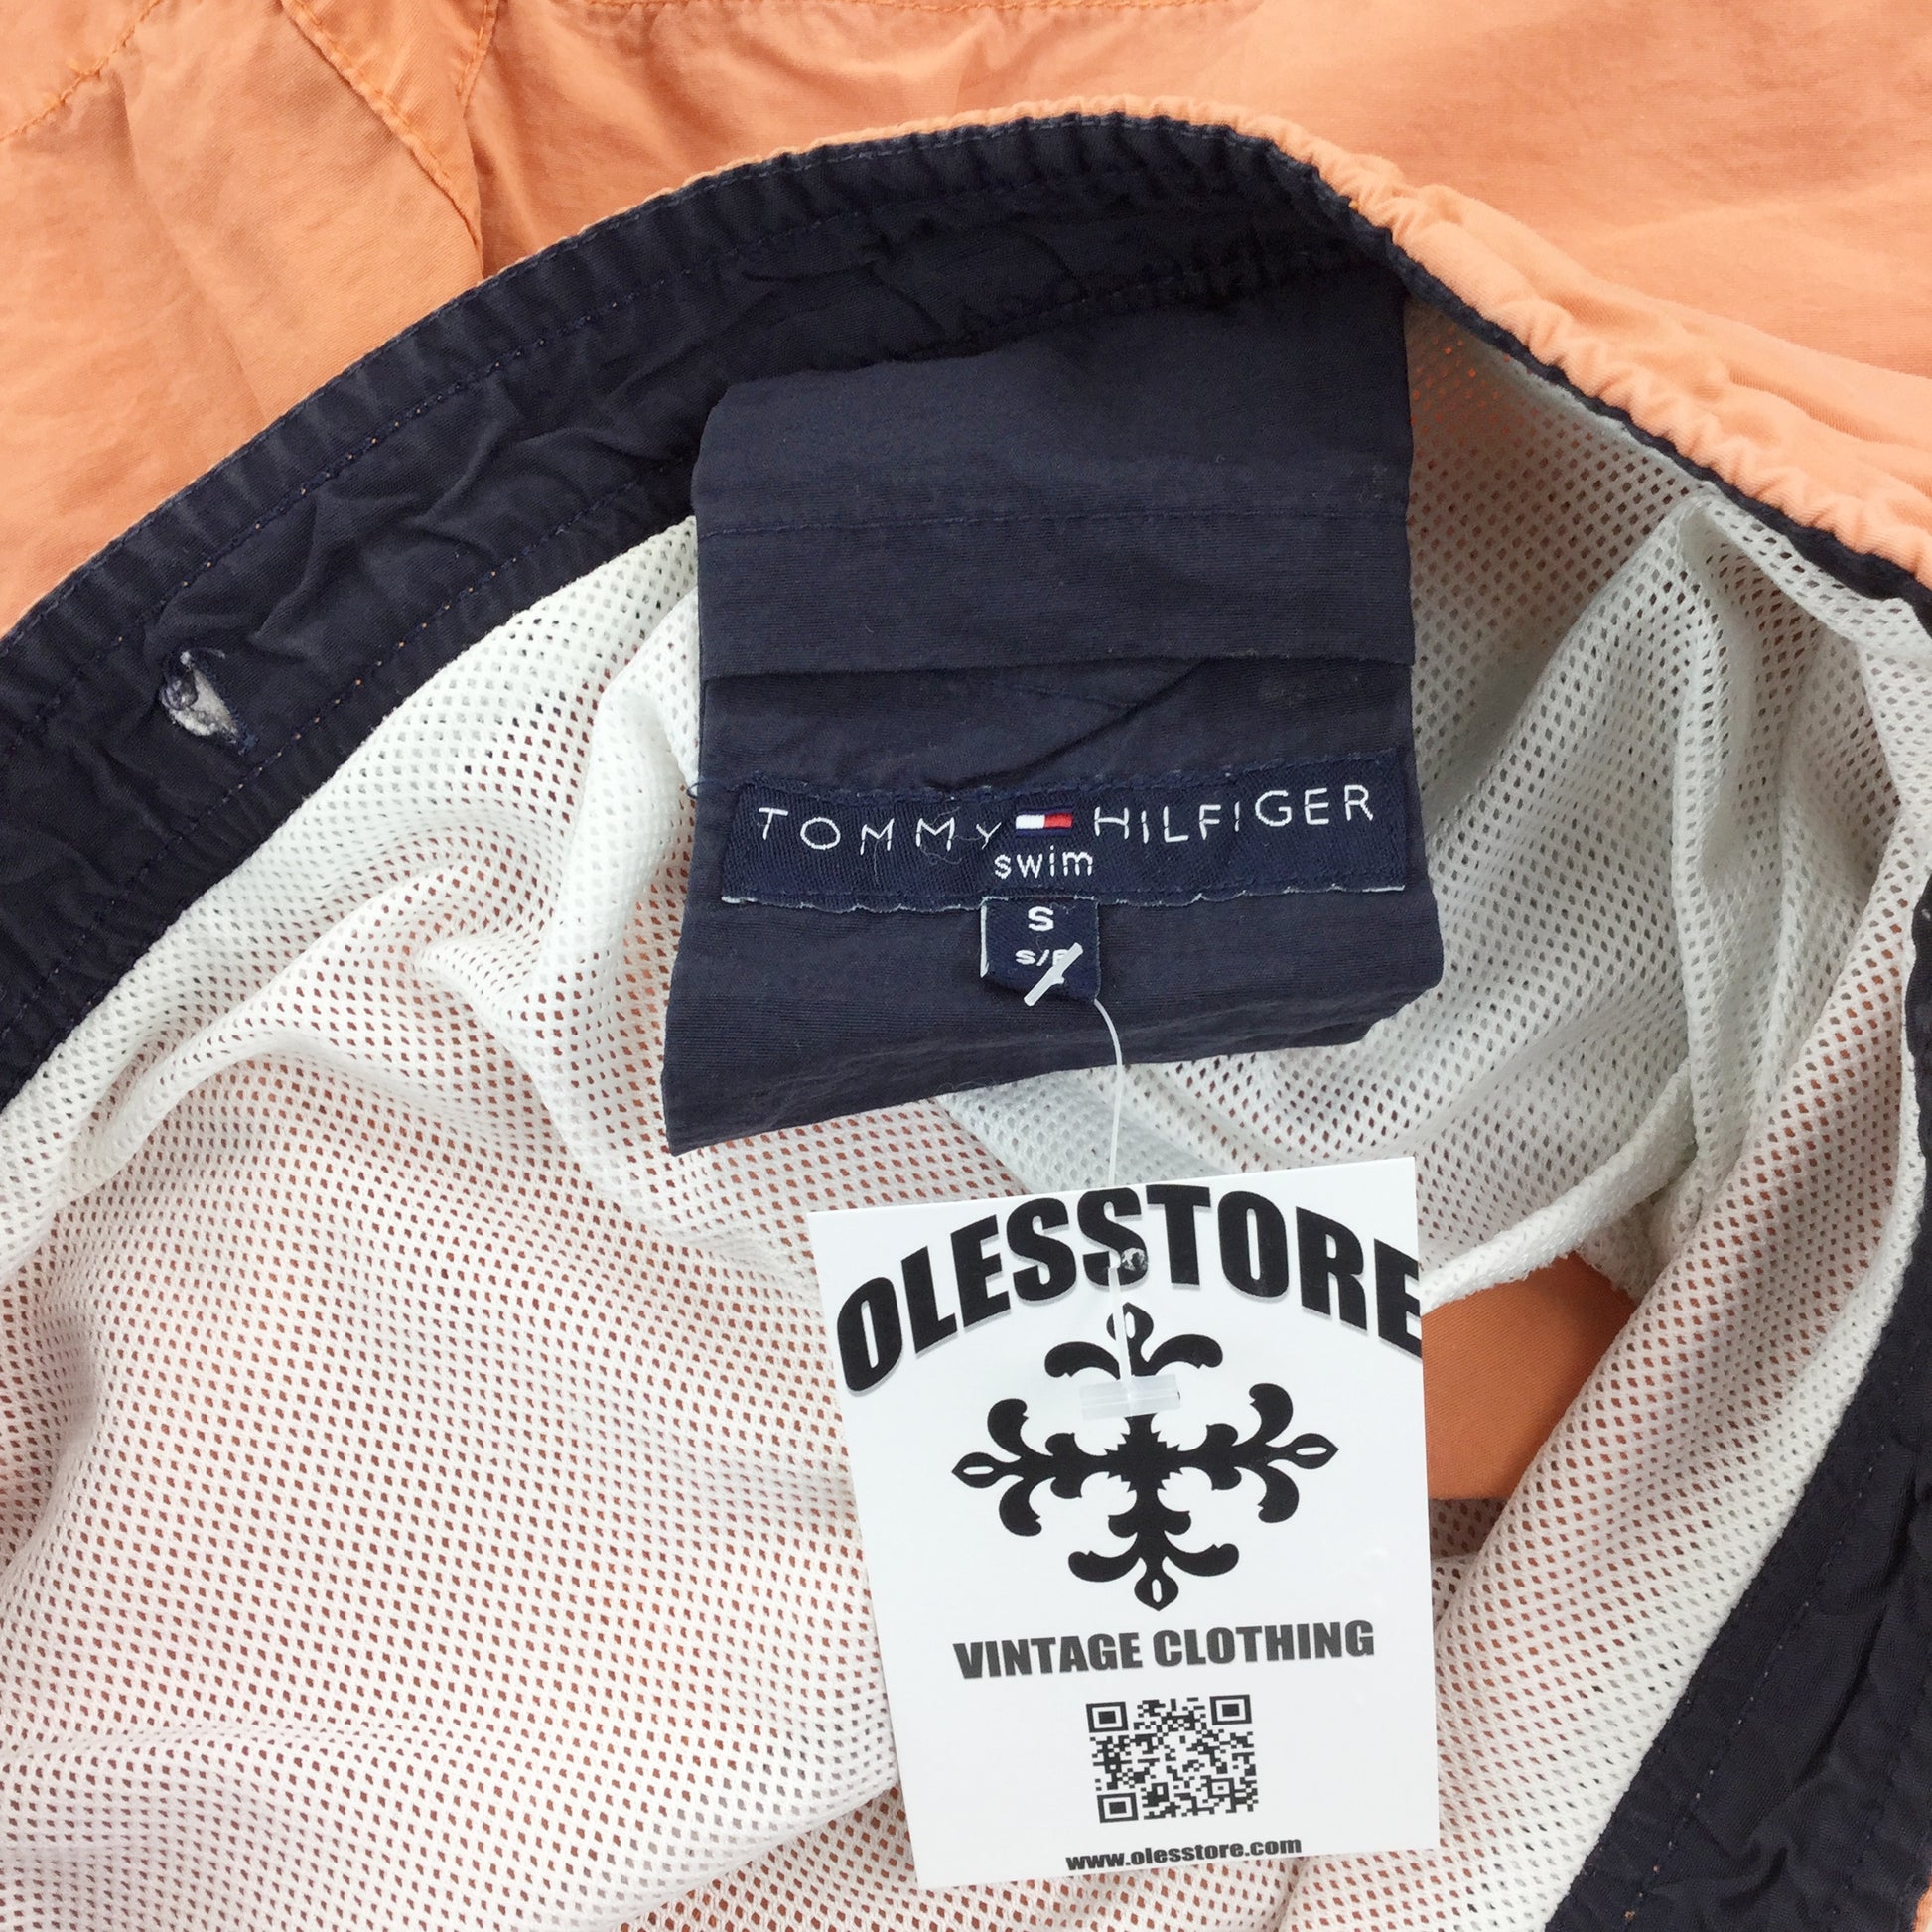 TOMMY HILFIGER
swim
S
OLESSTORE
VINTAGE CLOTHING
www.olesstore.com